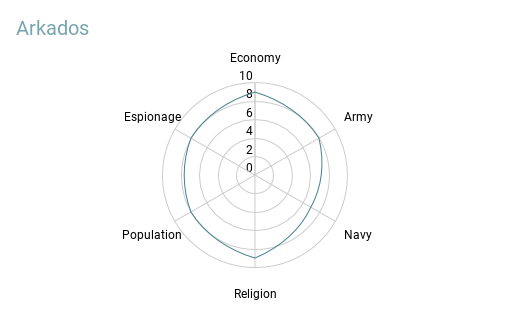 Arkados
Economy
10
8
6
4
2
0
Espionage
Army
Population
Navy
Religion